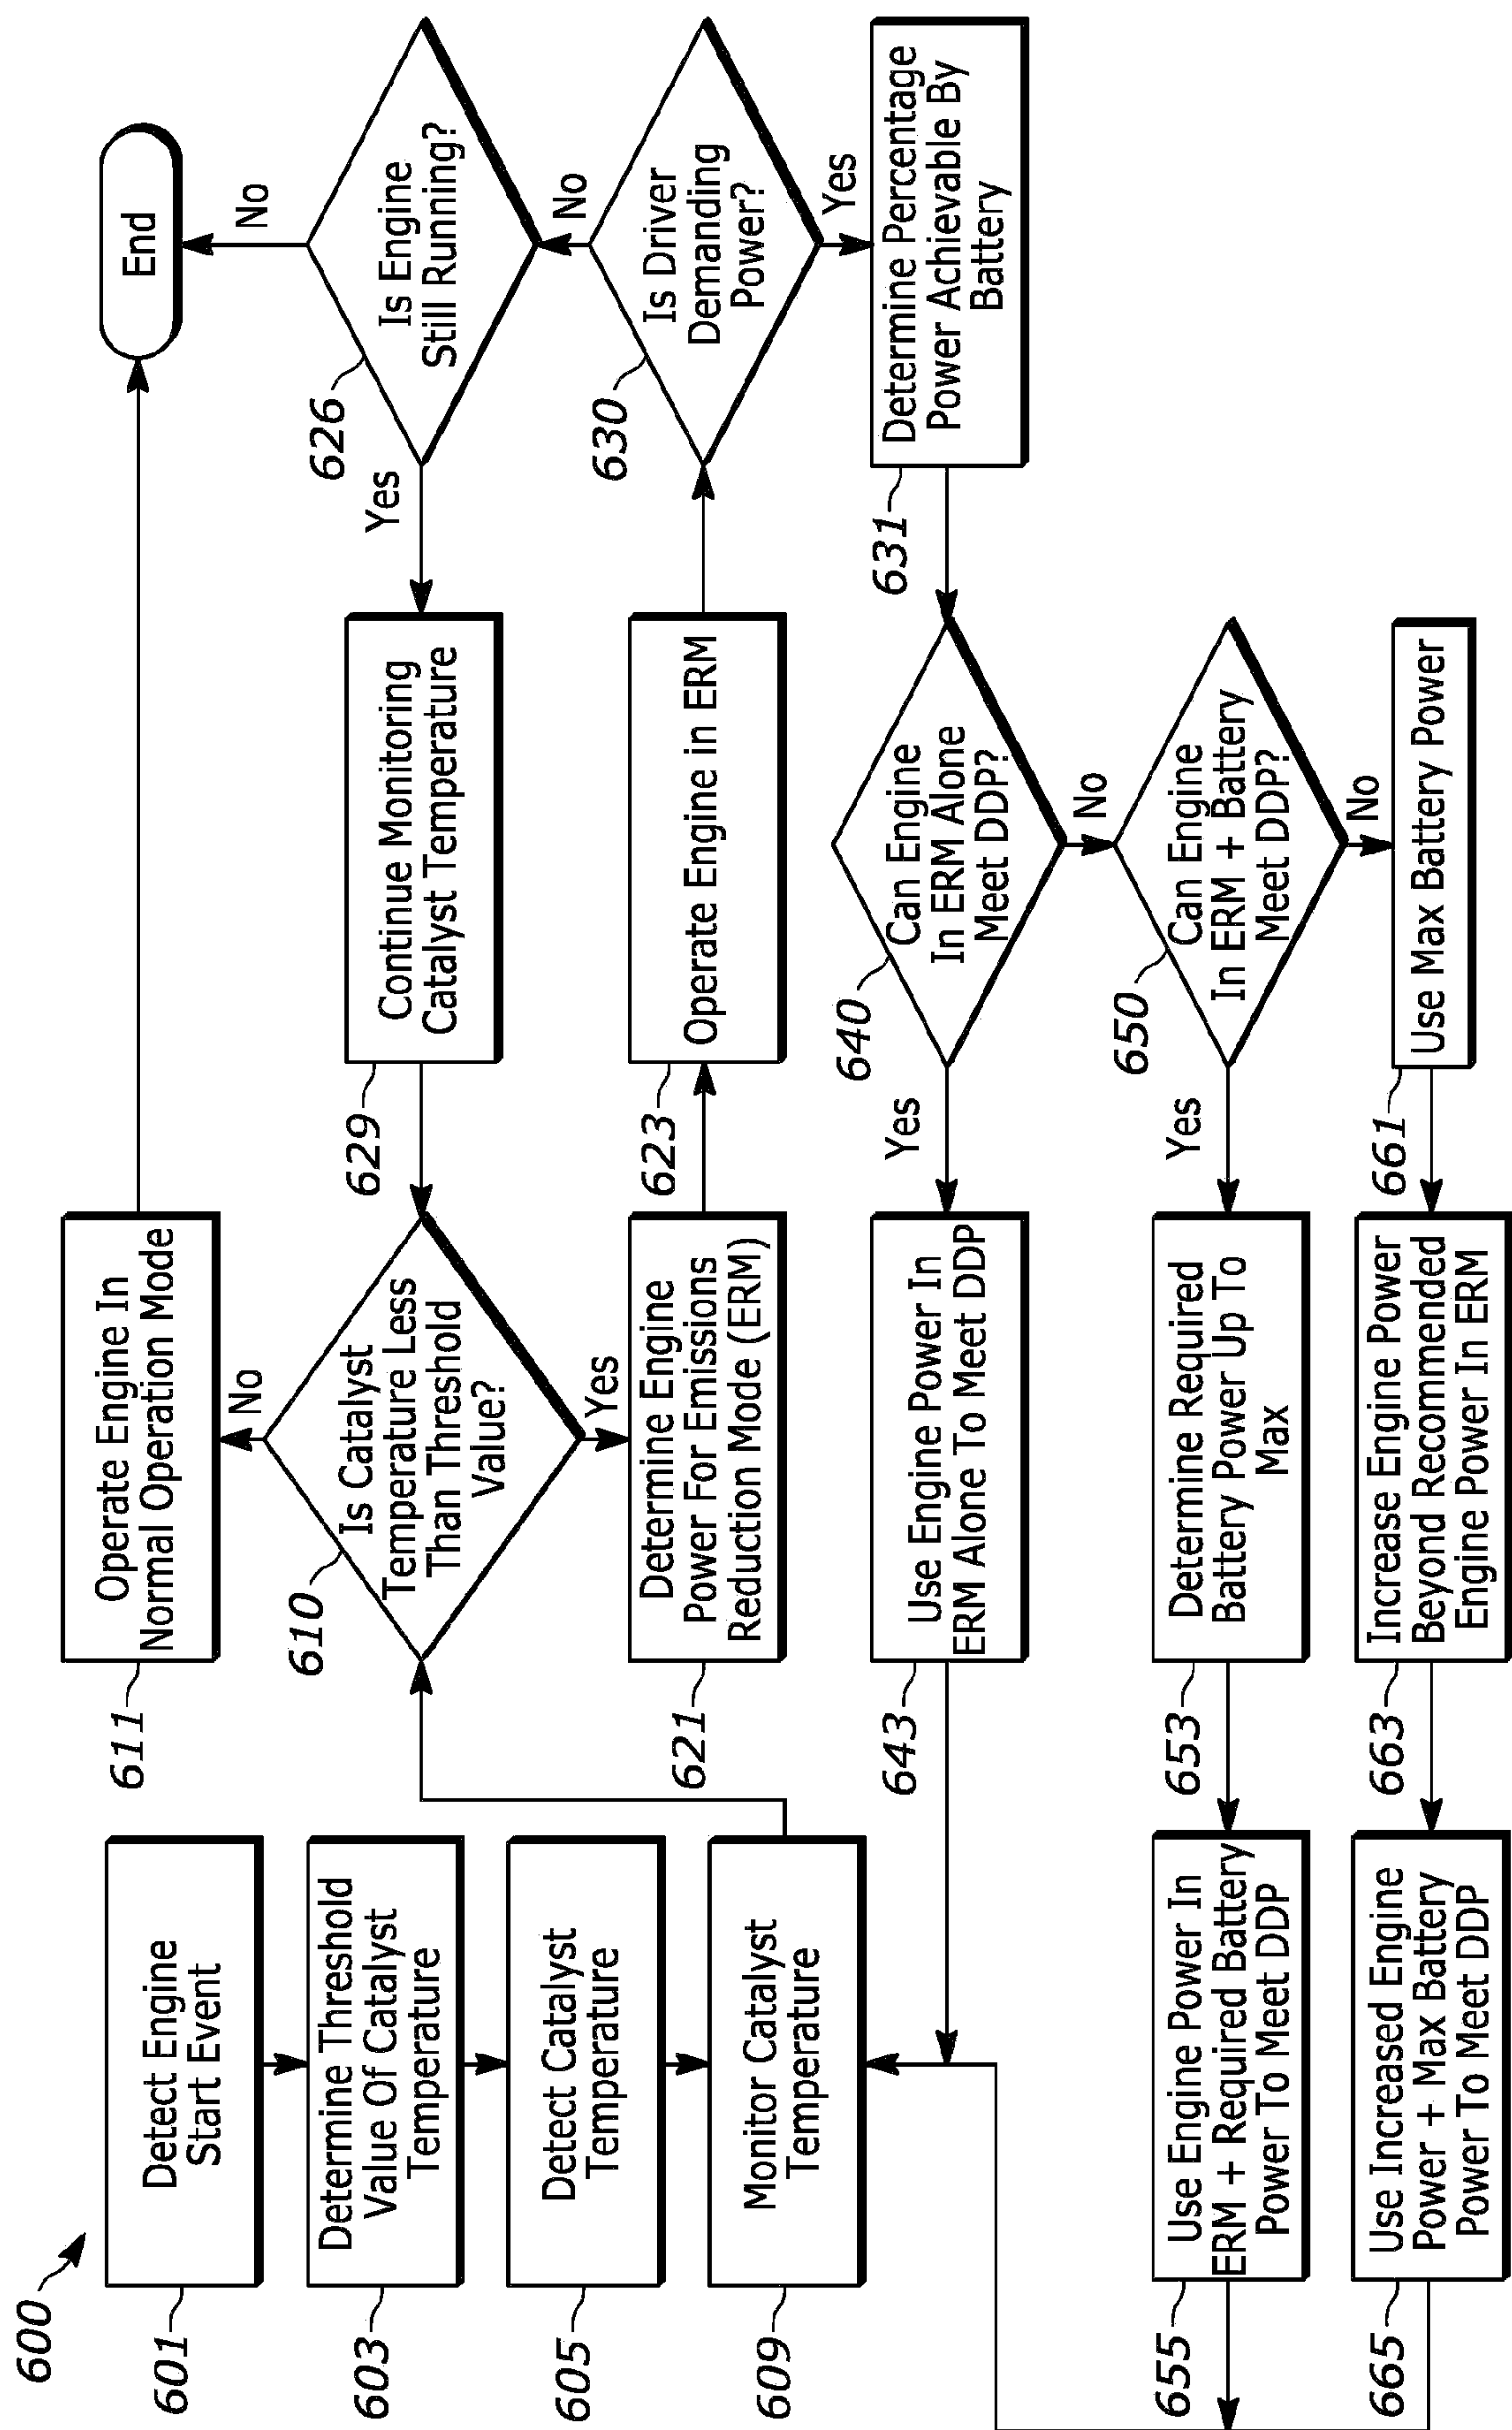 600
601
Detect Engine
Start Event
603
Determine Threshold
Value Of Catalyst
Temperature
605
Detect Catalyst
Temperature
609
Monitor Catalyst
Temperature
610
Is Catalyst
Temperature Less
Than Threshold
Value?
No
Yes
611
Operate Engine In
Normal Operation Mode
End
621
Determine Engine
Power For Emissions
Reduction Mode (ERM)
623
Operate Engine in ERM
630
Is Driver
Demanding
Power?
No
Yes
626
Is Engine
Still Running?
No
Yes
629
Continue Monitoring
Catalyst Temperature
631
Determine Percentage
Power Achievable By
Battery
640
Can Engine
In ERM Alone
Meet DDP?
Yes
No
643
Use Engine Power In
ERM Alone To Meet DDP
650
Can Engine
In ERM + Battery
Meet DDP?
Yes
No
653
Determine Required
Battery Power Up To
Max
655
Use Engine Power In
ERM + Required Battery
Power To Meet DDP
661
Use Max Battery Power
663
Increase Engine Power
Beyond Recommended
Engine Power In ERM
665
Use Increased Engine
Power + Max Battery
Power To Meet DDP